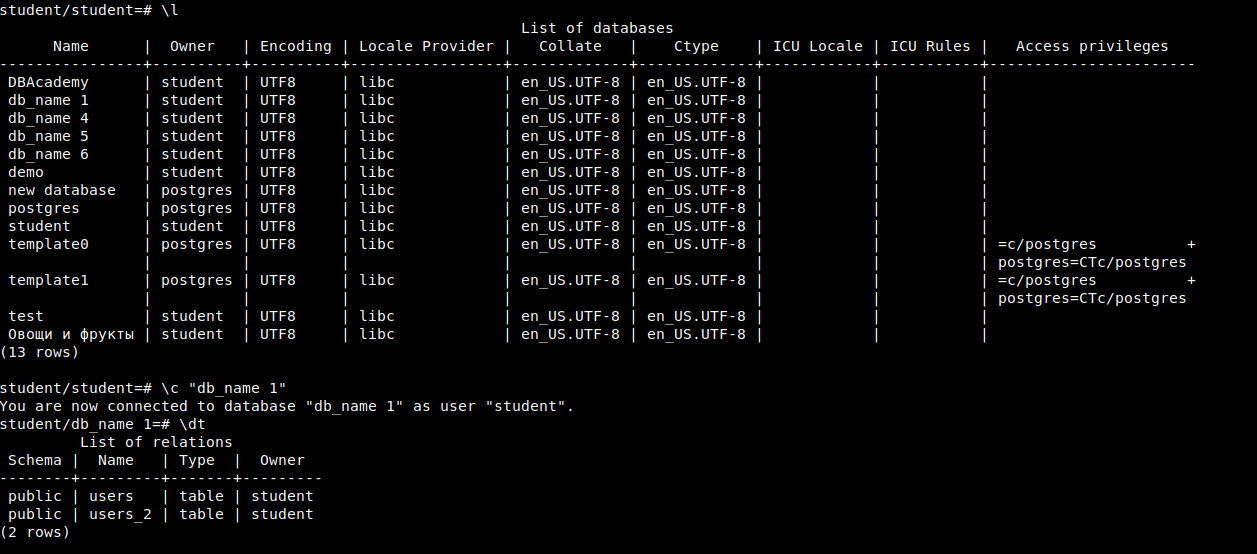 student/student=# \l
                                                         List of databases
      Name      |  Owner   | Encoding | Locale Provider |   Collate   |    Ctype    | ICU Locale | ICU Rules |   Access privileges
----------------+----------+----------+-----------------+-------------+-------------+------------+-----------+-----------------------
 DBAcademy      | student  | UTF8     | libc            | en_US.UTF-8 | en_US.UTF-8 |            |           |
 db_name 1      | student  | UTF8     | libc            | en_US.UTF-8 | en_US.UTF-8 |            |           |
 db_name 4      | student  | UTF8     | libc            | en_US.UTF-8 | en_US.UTF-8 |            |           |
 db_name 5      | student  | UTF8     | libc            | en_US.UTF-8 | en_US.UTF-8 |            |           |
 db_name 6      | student  | UTF8     | libc            | en_US.UTF-8 | en_US.UTF-8 |            |           |
 demo           | student  | UTF8     | libc            | en_US.UTF-8 | en_US.UTF-8 |            |           |
 new database   | postgres | UTF8     | libc            | en_US.UTF-8 | en_US.UTF-8 |            |           |
 postgres       | postgres | UTF8     | libc            | en_US.UTF-8 | en_US.UTF-8 |            |           |
 student        | student  | UTF8     | libc            | en_US.UTF-8 | en_US.UTF-8 |            |           |
 template0      | postgres | UTF8     | libc            | en_US.UTF-8 | en_US.UTF-8 |            |           | =c/postgres          +
                |          |          |                 |             |             |            |           | postgres=CTc/postgres
 template1      | postgres | UTF8     | libc            | en_US.UTF-8 | en_US.UTF-8 |            |           | =c/postgres          +
                |          |          |                 |             |             |            |           | postgres=CTc/postgres
 test           | student  | UTF8     | libc            | en_US.UTF-8 | en_US.UTF-8 |            |           |
 Овощи и фрукты | student  | UTF8     | libc            | en_US.UTF-8 | en_US.UTF-8 |            |           |
(13 rows)

student/student=# \c "db_name 1"
You are now connected to database "db_name 1" as user "student".
student/db_name 1=# \dt
         List of relations
 Schema |  Name   | Type  |  Owner
--------+---------+-------+---------
 public | users   | table | student
 public | users_2 | table | student
(2 rows)